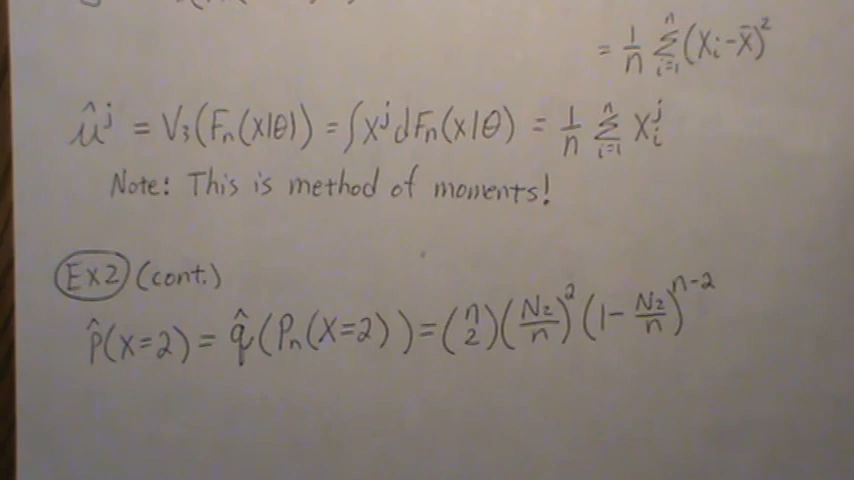 = 1/n Σ_{i=1}^{n} (X_i - x̄)^2
μ̂^j = V_3(F_n(x|θ)) = ∫ x^j dF_n(x|θ) = 1/n Σ_{i=1}^{n} X_i^j
Note: This is method of moments!
Ex2 (cont.)
p̂(X=2) = q̂(P_n(X=2)) = (n 2)(N_2/n)^2 (1 - N_2/n)^{n-2}